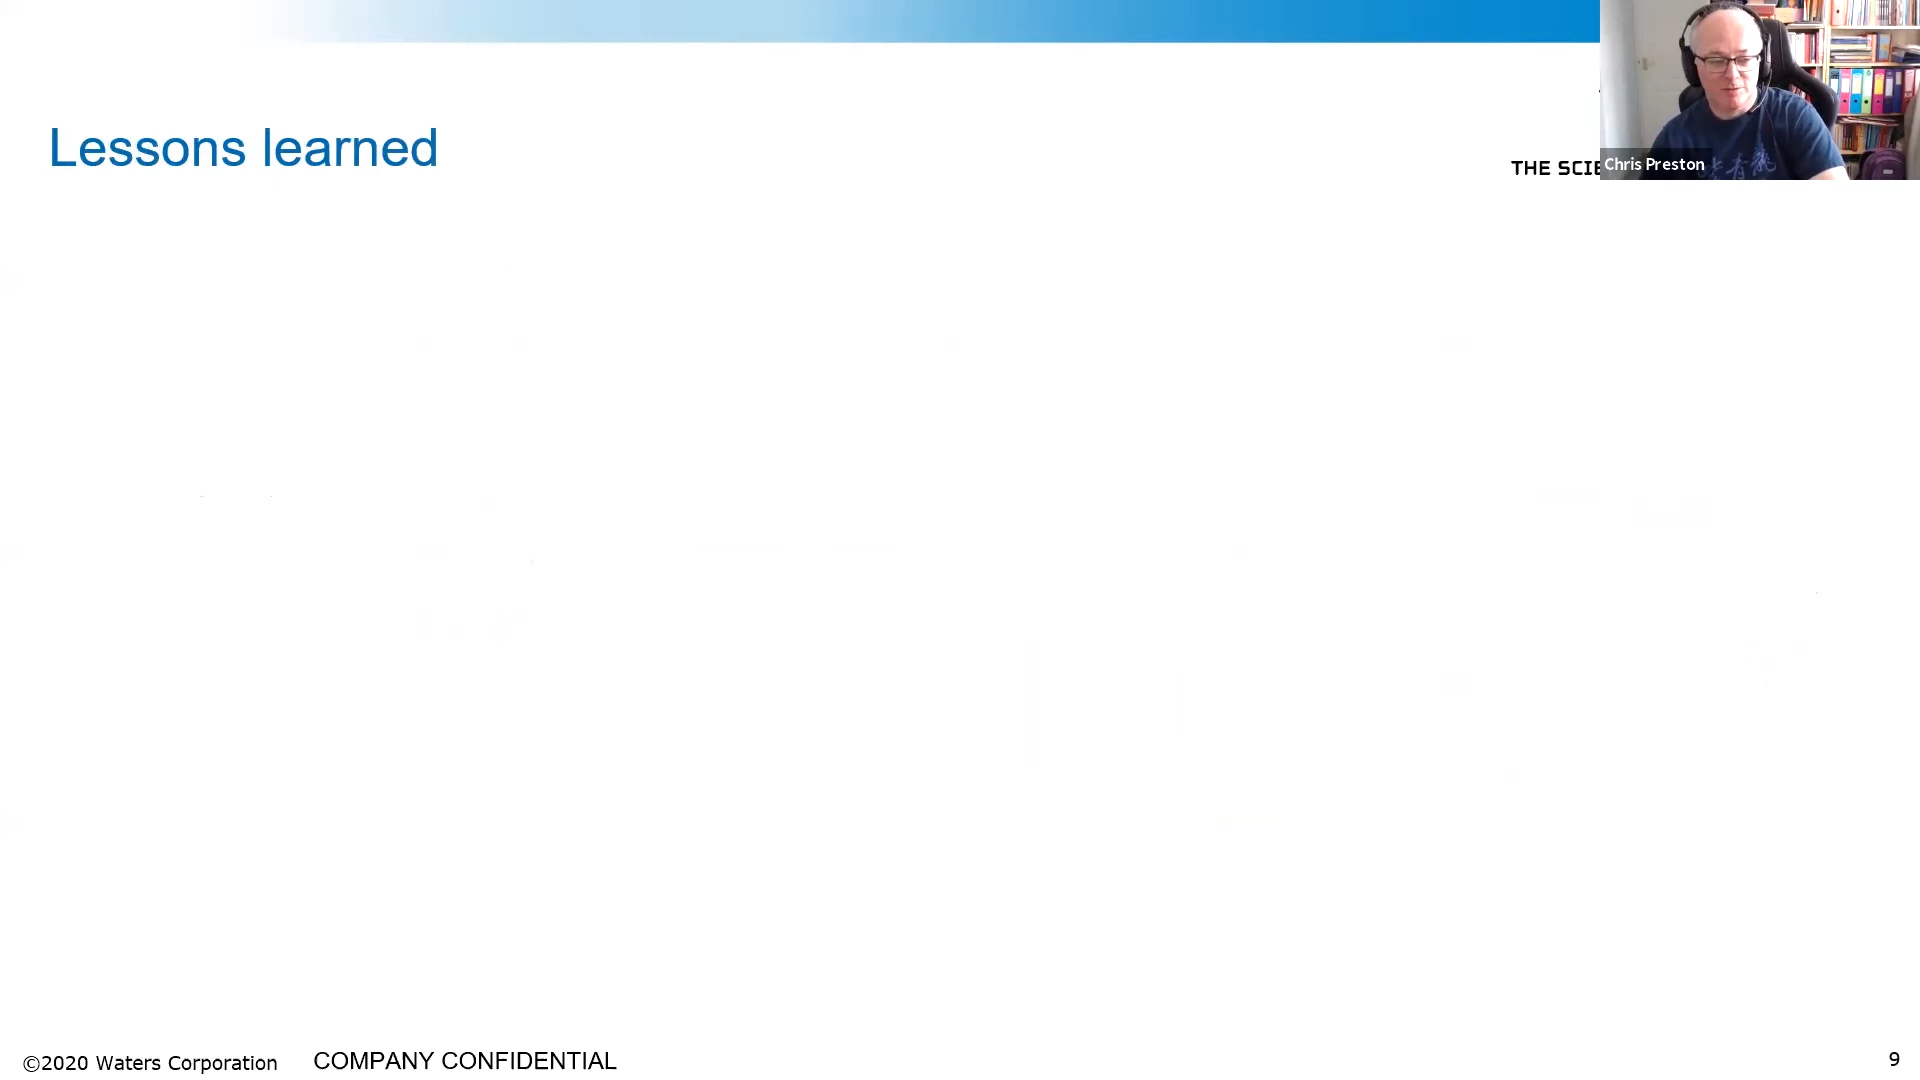 Lessons learned
THE SCIE
Chris Preston
©2020 Waters Corporation
COMPANY CONFIDENTIAL
9